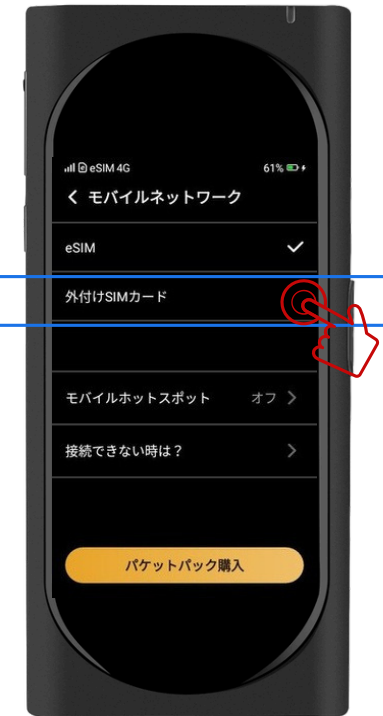 eSIM 4G 61%
モバイルネットワーク
eSIM
外付けSIMカード
モバイルホットスポット オフ
接続できない時は？
パケットパック購入